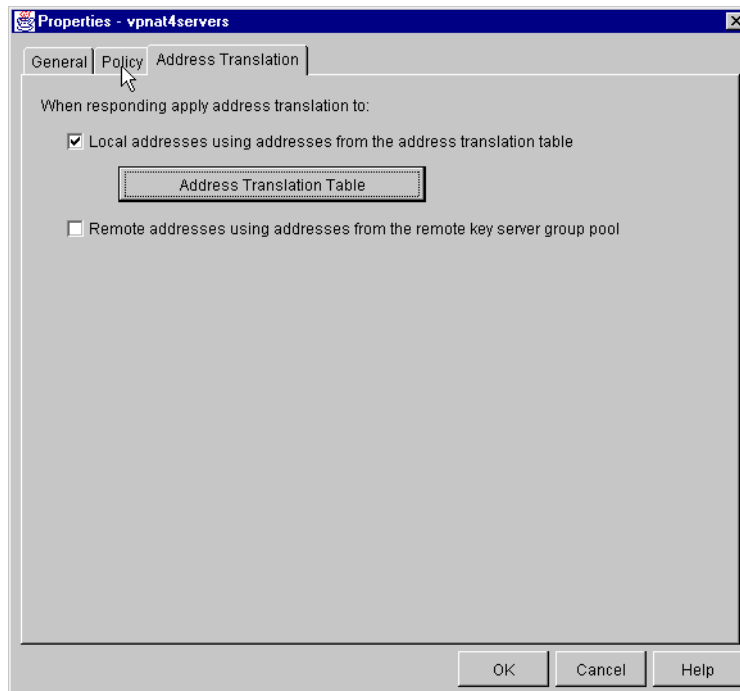 Properties - vpnat4servers
General Policy Address Translation
When responding apply address translation to:
Local addresses using addresses from the address translation table
Address Translation Table
Remote addresses using addresses from the remote key server group pool
OK Cancel Help